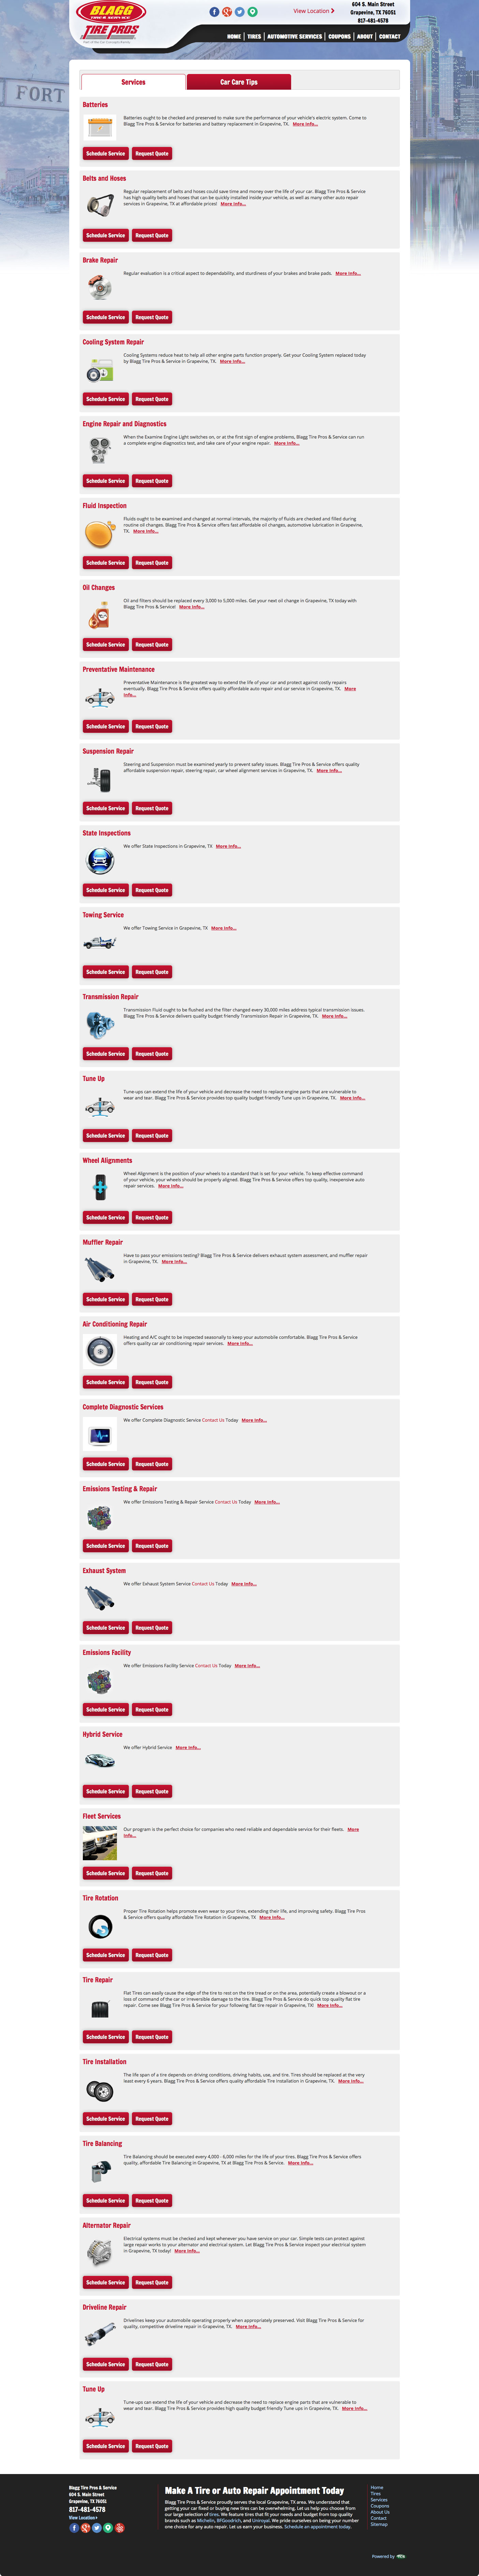 BLAGG
TIRE & SERVICE
TIRE PROS
View Location
604 S. Main Street
Grapevine, TX 76051
817-481-4578
HOME
TIRES
AUTOMOTIVE SERVICES
COUPONS
ABOUT
CONTACT
FORT
Services
Car Care Tips
Batteries
Batteries ought to be checked and preserved to make sure the performance of your vehicle's electric system. Come to
Blagg Tire Pros & Service for batteries and battery replacement in Grapevine, TX. More Info...
Schedule Service
Request Quote
Belts and Hoses
Regular replacement of belts and hoses could save time and money over the life of your car. Blagg Tire Pros & Service
has high quality belts and hoses that can be quickly installed inside your vehicle, as well as many other auto repair
services in Grapevine, TX at affordable prices! More Info...
Schedule Service
Request Quote
Brake Repair
Regular evaluation is a critical aspect to dependability, and sturdiness of your brakes and brake pads. More Info...
Schedule Service
Request Quote
Cooling System Repair
Cooling Systems reduce heat to help all other engine parts function properly. Get your Cooling System replaced today
by Blagg Tire Pros & Service in Grapevine, TX. More Info...
Schedule Service
Request Quote
Engine Repair and Diagnostics
When the Examine Engine Light switches on, or at the first sign of engine problems, Blagg Tire Pros & Service can run
a complete engine diagnostics test, and take care of your engine repair. More Info...
Schedule Service
Request Quote
Fluid Inspection
Fluids ought to be examined and changed at normal intervals, the majority of fluids are checked and filled during
routine oil changes. Blagg Tire Pros & Service offers fast affordable oil changes, automotive lubrication in Grapevine,
TX. More Info...
Schedule Service
Request Quote
Oil Changes
Oil and filters should be replaced every 3,000 to 5,000 miles. Get your next oil change in Grapevine, TX today with
Blagg Tire Pros & Service! More Info...
Schedule Service
Request Quote
Preventative Maintenance
Preventative Maintenance is the greatest way to extend the life of your car and protect against costly repairs
eventually. Blagg Tire Pros & Service offers quality affordable auto repair and car service in Grapevine, TX. More
Info...
Schedule Service
Request Quote
Suspension Repair
Steering and Suspension must be examined yearly to prevent safety issues. Blagg Tire Pros & Service offers quality
affordable suspension repair, steering repair, car wheel alignment services in Grapevine, TX. More Info...
Schedule Service
Request Quote
State Inspections
We offer State Inspections in Grapevine, TX More Info...
Schedule Service
Request Quote
Towing Service
We offer Towing Service in Grapevine, TX More Info...
Schedule Service
Request Quote
Transmission Repair
Transmission Fluid ought to be flushed and the filter changed every 30,000 miles address typical transmission issues.
Blagg Tire Pros & Service delivers quality budget friendly Transmission Repair in Grapevine, TX. More Info...
Schedule Service
Request Quote
Tune Up
Tune-ups can extend the life of your vehicle and decrease the need to replace engine parts that are vulnerable to
wear and tear. Blagg Tire Pros & Service provides top quality budget friendly Tune ups in Grapevine, TX. More Info...
Schedule Service
Request Quote
Wheel Alignments
Wheel Alignment is the position of your wheels to a standard that is set for your vehicle. To keep effective command
of your vehicle, your wheels should be properly aligned. Blagg Tire Pros & Service offers top quality, inexpensive auto
repair services. More Info...
Schedule Service
Request Quote
Muffler Repair
Have to pass your emissions testing? Blagg Tire Pros & Service delivers exhaust system assessment, and muffler repair
in Grapevine, TX. More Info...
Schedule Service
Request Quote
Air Conditioning Repair
Heating and A/C ought to be inspected seasonally to keep your automobile comfortable. Blagg Tire Pros & Service
offers quality car air conditioning repair services. More Info...
Schedule Service
Request Quote
Complete Diagnostic Services
We offer Complete Diagnostic Service Contact Us Today More Info...
Schedule Service
Request Quote
Emissions Testing & Repair
We offer Emissions Testing & Repair Service Contact Us Today More Info...
Schedule Service
Request Quote
Exhaust System
We offer Exhaust System Service Contact Us Today More Info...
Schedule Service
Request Quote
Emissions Facility
We offer Emissions Facility Service Contact Us Today More Info...
Schedule Service
Request Quote
Hybrid Service
We offer Hybrid Service More Info...
Schedule Service
Request Quote
Fleet Services
Our program is the perfect choice for companies who need reliable and dependable service for their fleets. More
Info...
Schedule Service
Request Quote
Tire Rotation
Proper Tire Rotation helps promote even wear to your tires, extending their life, and improving safety. Blagg Tire Pros
& Service offers quality affordable Tire Rotation in Grapevine, TX More Info...
Schedule Service
Request Quote
Tire Repair
Flat Tires can easily cause the edge of the tire to rest on the tire tread or on the area, potentially create a blowout or a
loss of command of the car or irreversible damage to the tire. Blagg Tire Pros & Service do quick top quality flat tire
repair. Come see Blagg Tire Pros & Service for your following flat tire repair in Grapevine, TX! More Info...
Schedule Service
Request Quote
Tire Installation
The life span of a tire depends on driving conditions, driving habits, use, and tire. Tires should be replaced at the very
least every 6 years. Blagg Tire Pros & Service offers quality affordable Tire Installation in Grapevine, TX. More Info...
Schedule Service
Request Quote
Tire Balancing
Tire Balancing should be executed every 4,000 - 6,000 miles for the life of your tires. Blagg Tire Pros & Service offers
quality, affordable Tire Balancing in Grapevine, TX at Blagg Tire Pros & Service. More Info...
Schedule Service
Request Quote
Alternator Repair
Electrical systems must be checked and kept whenever you have service on your car. Simple tests can protect against
large repair works to your alternator and electrical system. Let Blagg Tire Pros & Service inspect your electrical system
in Grapevine, TX today! More Info...
Schedule Service
Request Quote
Driveline Repair
Drivelines keep your automobile operating properly when appropriately preserved. Visit Blagg Tire Pros & Service for
quality, competitive driveline repair in Grapevine, TX. More Info...
Schedule Service
Request Quote
Tune Up
Tune-ups can extend the life of your vehicle and decrease the need to replace engine parts that are vulnerable to
wear and tear. Blagg Tire Pros & Service provides high quality budget friendly Tune ups in Grapevine, TX. More Info...
Schedule Service
Request Quote
Blagg Tire Pros & Service
604 S. Main Street
Grapevine, TX 76051
817-481-4578
View Location
Make A Tire or Auto Repair Appointment Today
Blagg Tire Pros & Service proudly serves the local Grapevine, TX area. We understand that
getting your car fixed or buying new tires can be overwhelming. Let us help you choose from
our large selection of tires. We feature tires that fit your needs and budget from top quality
brands such as Michelin, BFGoodrich, and Uniroyal. We pride ourselves on being your number
one choice for any auto repair. Let us earn your business. Schedule an appointment today.
Home
Tires
Services
Coupons
About Us
Contact
Sitemap
Powered by